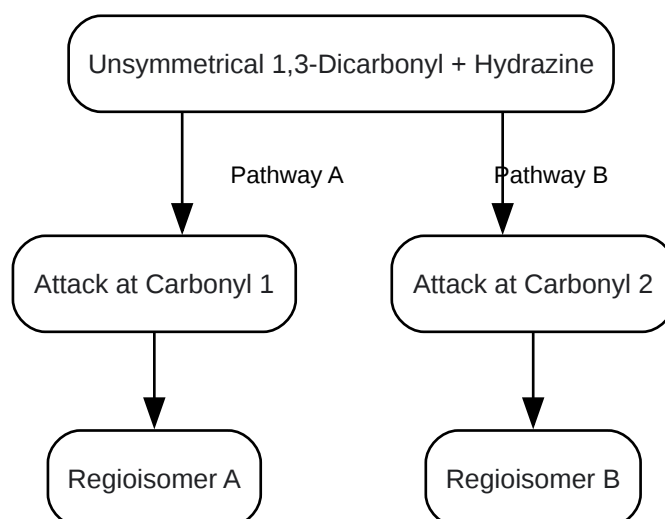 Unsymmetrical 1,3-Dicarbonyl + Hydrazine
Pathway A
Pathway B
Attack at Carbonyl 1
Attack at Carbonyl 2
Regioisomer A
Regioisomer B